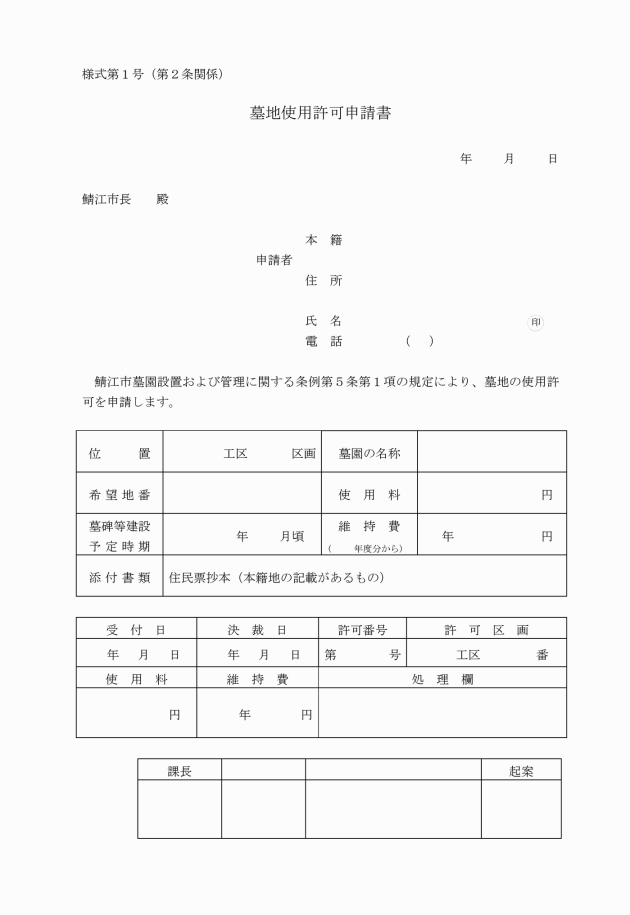 様式第１号（第２条関係）
墓地使用許可申請書
年　　月　　日
鯖江市長　　殿
本　籍
申請者
住　所
氏　名　　㊞
電　話　　（　）
鯖江市墓園設置および管理に関する条例第５条第１項の規定により、墓地の使用許
可を申請します。
位　　置　　工区　　区画　　墓園の名称
希望地番　　使　用　料　　円
墓碑等建設　　年　　月頃　　維　持　費　　年　　円
予定時期　　（　　年度分から）
添付書類　　住民票抄本（本籍地の記載があるもの）
受　付　日　　決　裁　日　　許可番号　　許　可　区　画
年　月　日　　年　月　日　　第　　号　　工区　　番
使　用　料　　維　持　費　　処　理　欄
円　　年　　円
課長　　起案